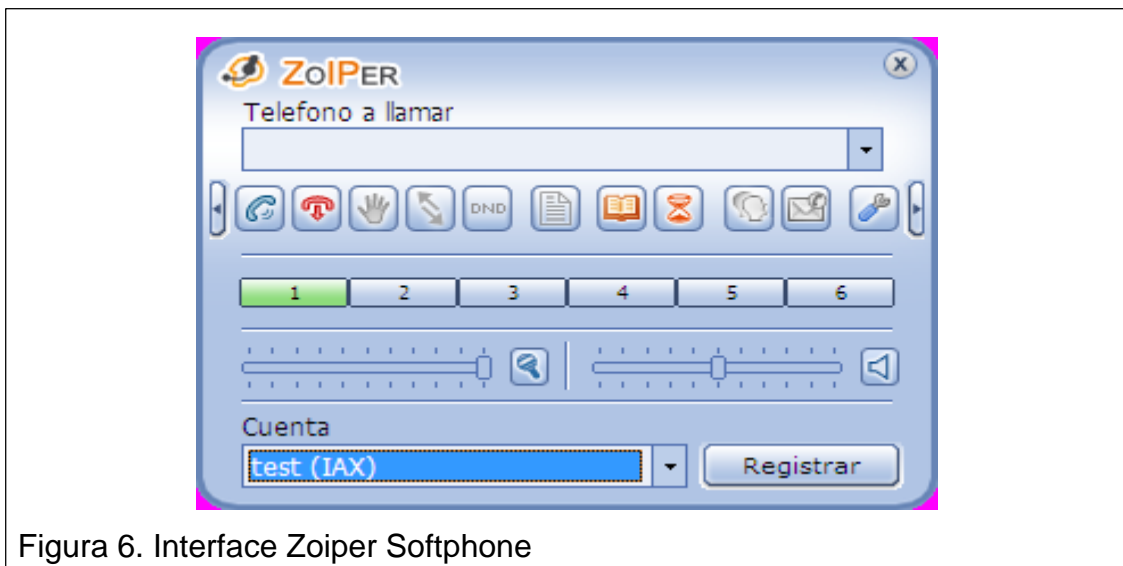 ZoIPER
Telefono a llamar
DND
1 2 3 4 5 6
Cuenta
test (IAX) Registrar
Figura 6. Interface Zoiper Softphone